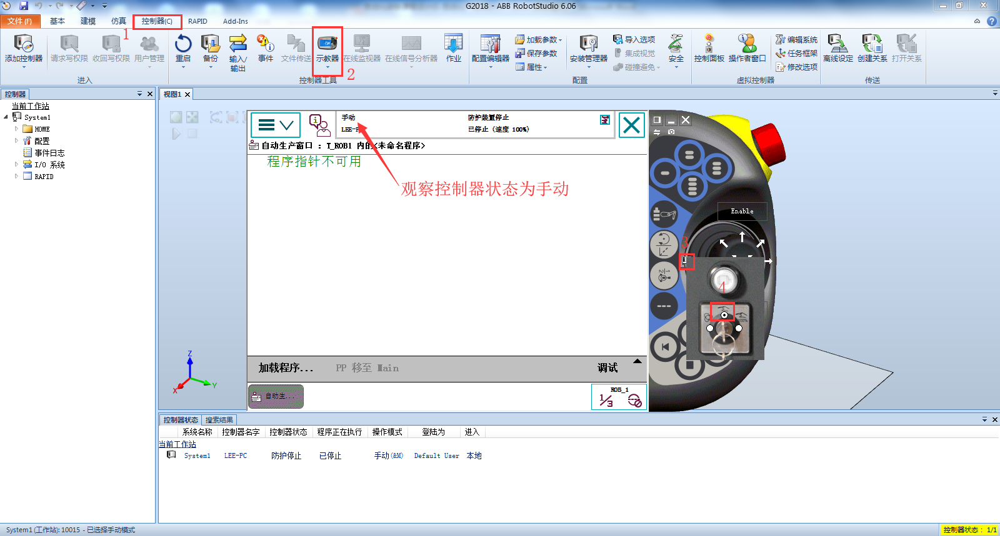 G2018 - ABB RobotStudio 6.06
文件(F) 基本 建模 仿真 控制器(C) RAPID Add-Ins
1
添加控制器 请求写权限 收回写权限 用户管理
进入
重启 备份 输入/输出 事件 文件传送 示教器 在线监视器 在线信号分析器 作业
控制器工具
2
配置编辑器 加载参数 保存参数 属性 安装管理器 导入选项 集成视觉 碰撞避免 安全
配置
控制面板 操作者窗口 编辑系统 任务框架 修改选项
虚拟控制器
离线设定 创建关系 打开关系
传送
控制器
当前工作站
System1
HOME
配置
事件日志
I/O 系统
RAPID
视图1
手动 防护装置停止
LEE-P 已停止 (速度 100%)
自动生产窗口 : T_ROB1 内的<未命名程序>
程序指针不可用
观察控制器状态为手动
Enable
3
4
100%
加载程序... PP 移至 Main 调试
自动生... ROB_1
1/3
Z
Y
X
控制器状态 搜索结果
系统名称 控制器名字 控制器状态 程序正在执行 操作模式 登陆为 进入
当前工作站
System1 LEE-PC 防护停止 已停止 手动(&M) Default User 本地
System1 (工作站): 10015 - 已选择手动模式
控制器状态: 1/1